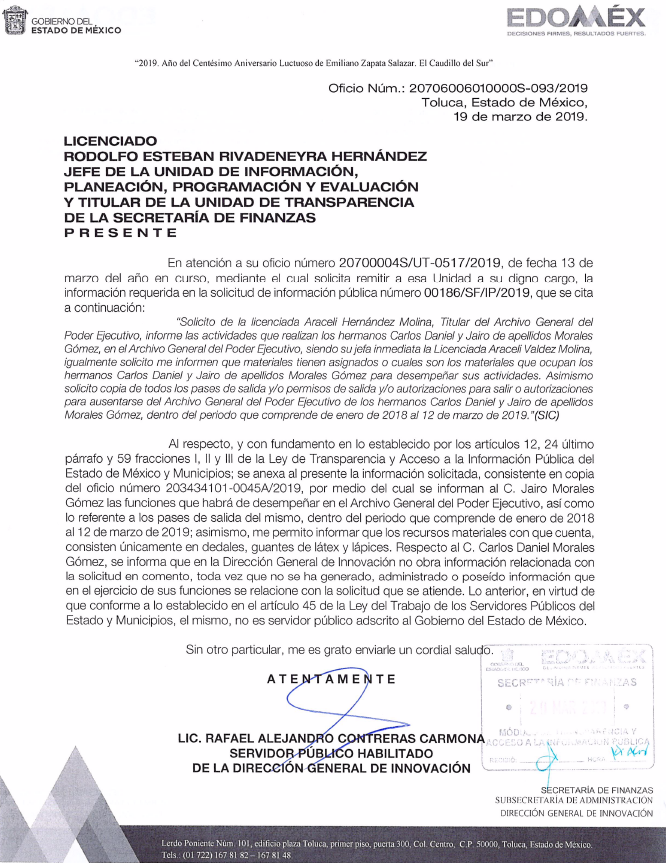 GOBIERNO DEL
ESTADO DE MÉXICO
EDOMÉX
DECISIONES FIRMES, RESULTADOS FUERTES.
"2019. Año del Centésimo Aniversario Luctuoso de Emiliano Zapata Salazar. El Caudillo del Sur"
Oficio Núm.: 20706006010000S-093/2019
Toluca, Estado de México,
19 de marzo de 2019.
LICENCIADO
RODOLFO ESTEBAN RIVADENEYRA HERNÁNDEZ
JEFE DE LA UNIDAD DE INFORMACIÓN,
PLANEACIÓN, PROGRAMACIÓN Y EVALUACIÓN
Y TITULAR DE LA UNIDAD DE TRANSPARENCIA
DE LA SECRETARÍA DE FINANZAS
P R E S E N T E
En atención a su oficio número 20700004S/UT-0517/2019, de fecha 13 de
marzo del año en curso, mediante el cual solicita remitir a esa Unidad a su digno cargo, la
información requerida en la solicitud de información pública número 00186/SF/IP/2019, que se cita
a continuación:
"Solicito de la licenciada Araceli Hernández Molina, Titular del Archivo General del
Poder Ejecutivo, informe las actividades que realizan los hermanos Carlos Daniel y Jairo de apellidos Morales
Gómez, en el Archivo General del Poder Ejecutivo, siendo su jefa inmediata la Licenciada Araceli Valdez Molina,
igualmente solicito me informen que materiales tienen asignados o cuales son los materiales que ocupan los
hermanos Carlos Daniel y Jairo de apellidos Morales Gómez para desempeñar sus actividades. Asimismo
solicito copia de todos los pases de salida y/o permisos de salida y/o autorizaciones para salir o autorizaciones
para ausentarse del Archivo General del Poder Ejecutivo de los hermanos Carlos Daniel y Jairo de apellidos
Morales Gómez, dentro del periodo que comprende de enero de 2018 al 12 de marzo de 2019."(SIC)
Al respecto, y con fundamento en lo establecido por los artículos 12, 24 último
párrafo y 59 fracciones I, II y III de la Ley de Transparencia y Acceso a la Información Pública del
Estado de México y Municipios; se anexa al presente la información solicitada, consistente en copia
del oficio número 203434101-0045A/2019, por medio del cual se informan al C. Jairo Morales
Gómez las funciones que habrá de desempeñar en el Archivo General del Poder Ejecutivo, así como
lo referente a los pases de salida del mismo, dentro del periodo que comprende de enero de 2018
al 12 de marzo de 2019; asimismo, me permito informar que los recursos materiales con que cuenta,
consisten únicamente en dedales, guantes de látex y lápices. Respecto al C. Carlos Daniel Morales
Gómez, se informa que en la Dirección General de Innovación no obra información relacionada con
la solicitud en comento, toda vez que no se ha generado, administrado o poseído información que
en el ejercicio de sus funciones se relacione con la solicitud que se atiende. Lo anterior, en virtud de
que conforme a lo establecido en el artículo 45 de la Ley del Trabajo de los Servidores Públicos del
Estado y Municipios, el mismo, no es servidor público adscrito al Gobierno del Estado de México.
Sin otro particular, me es grato enviarle un cordial saludo.
A T E N T A M E N T E
EDOMEX
SECRETARÍA DE FINANZAS
ACCESO A LA INFORMACIÓN PÚBLICA
LIC. RAFAEL ALEJANDRO CONTRERAS CARMONA
SERVIDOR PÚBLICO HABILITADO
DE LA DIRECCIÓN GENERAL DE INNOVACIÓN
SECRETARÍA DE FINANZAS
SUBSECRETARÍA DE ADMINISTRACIÓN
DIRECCIÓN GENERAL DE INNOVACIÓN
Lerdo Poniente Núm. 101, edificio plaza Toluca, primer piso, puerta 300, Col. Centro, C.P. 50000, Toluca, Estado de México.
Tels.: (01 722) 167 81 82 – 167 81 48